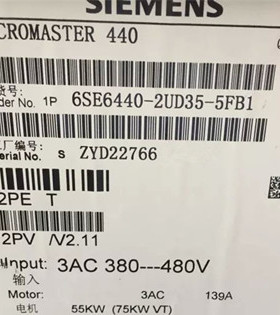 SIEMENS
CROMASTER 440
货号:
der No. 1P 6SE6440-2UD35-5FB1
厂编号:
erial No. S ZYD22766
2PE T
2PV /V2.11
Input: 3AC 380---480V
输入
Motor: 3AC 139A
电机 55KW (75KW VT)